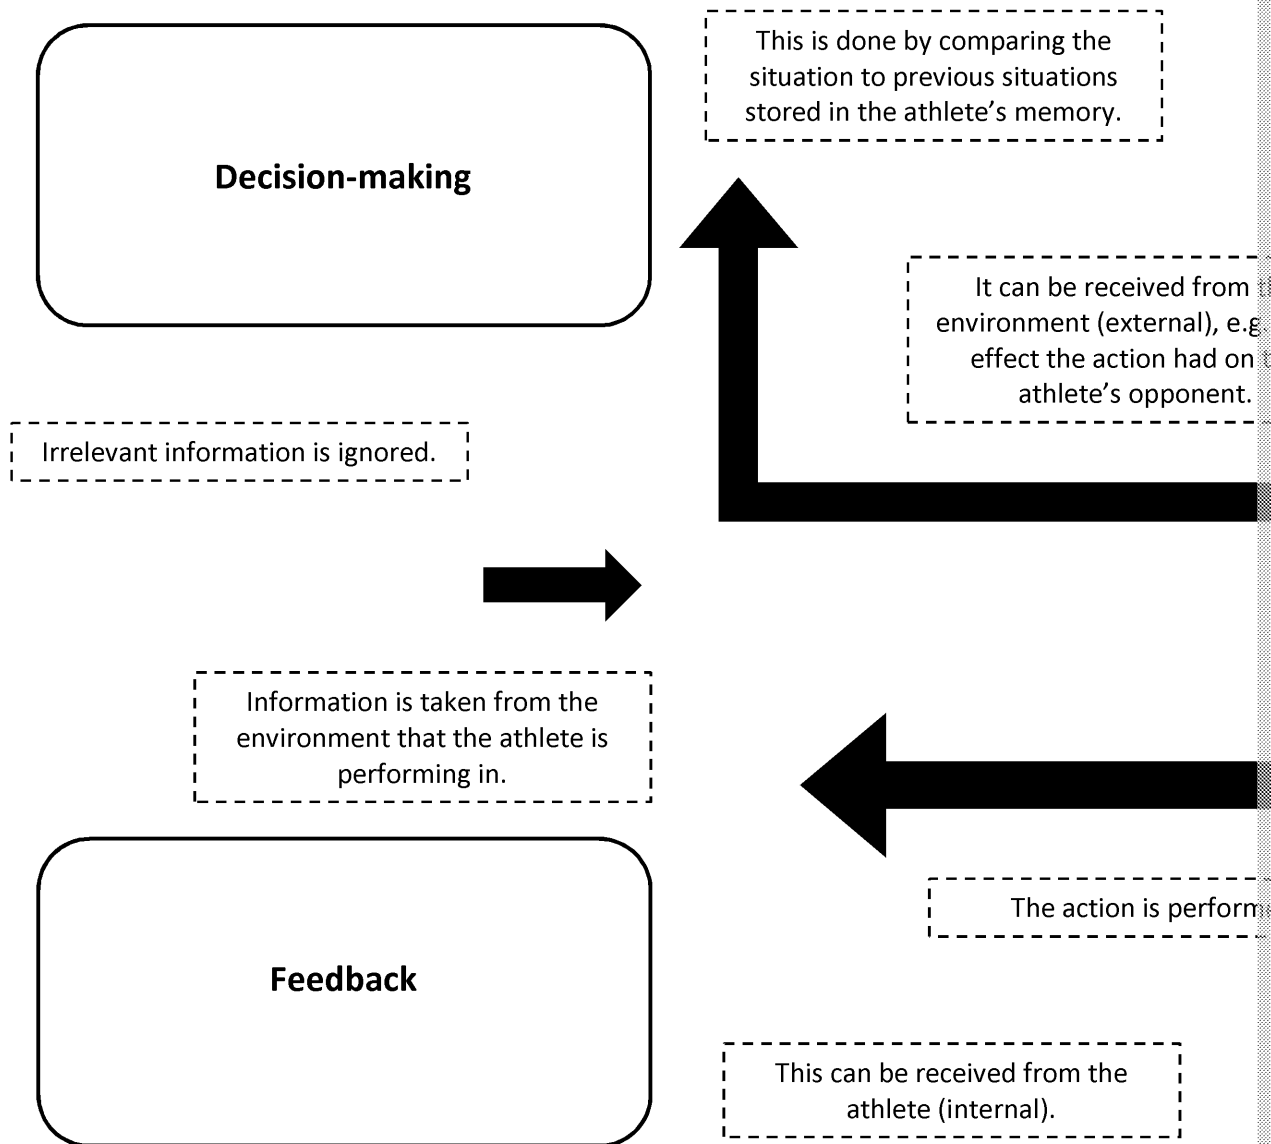 This is done by comparing the
situation to previous situations
stored in the athlete’s memory.
Decision-making
It can be received from
environment (external), e.g.
effect the action had on
athlete’s opponent.
Irrelevant information is ignored.
Information is taken from the
environment that the athlete is
performing in.
The action is
Feedback
This can be received from the
athlete (internal).